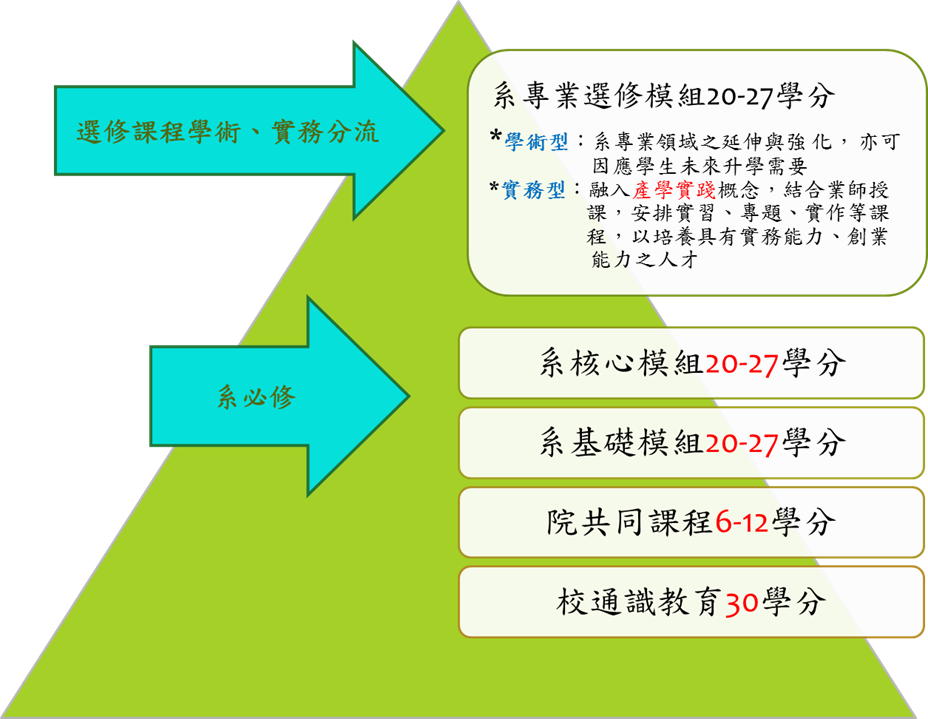 選修課程學術、實務分流
系專業選修模組20-27學分
*學術型：系專業領域之延伸與強化，亦可
因應學生未來升學需要
*實務型：融入產學實踐概念，結合業師授
課，安排實習、專題、實作等課
程，以培養具有實務能力、創業
能力之人才
系必修
系核心模組20-27學分
系基礎模組20-27學分
院共同課程6-12學分
校通識教育30學分